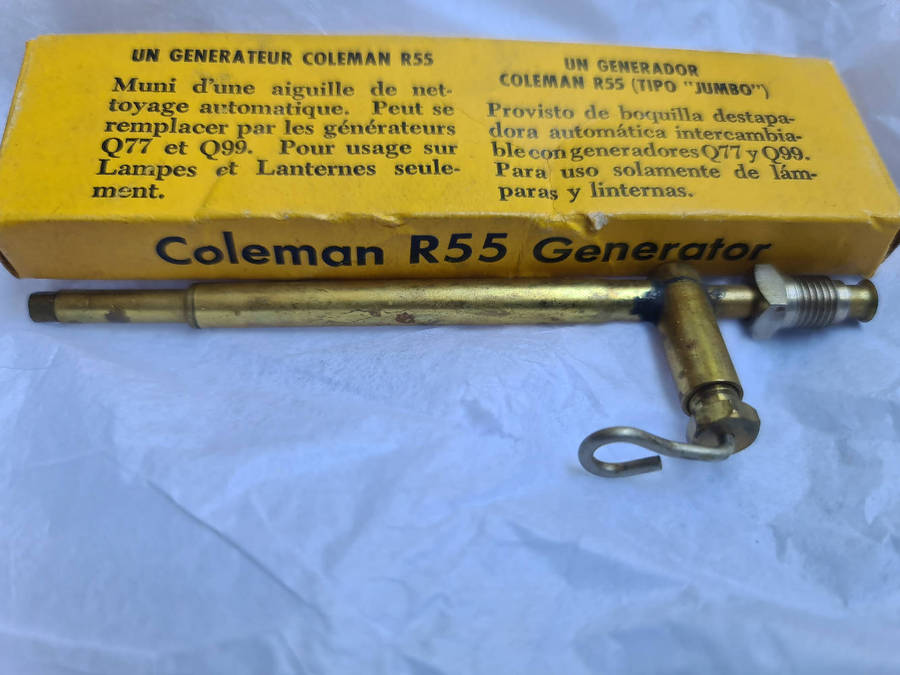 UN GENERATEUR COLEMAN R55
Muni d'une aiguille de net-
toyage automatique. Peut se
remplacer par les générateurs
Q77 et Q99. Pour usage sur
Lampes et Lanternes seule-
ment.
UN GENERADOR
COLEMAN R55 (TIPO "JUMBO")
Provisto de boquilla destapa-
dora automática intercambia-
ble con generadores Q77 y Q99.
Para uso solamente de lám-
paras y linternas.
Coleman R55 Generator